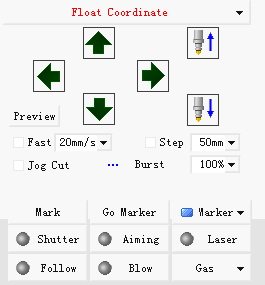 Float Coordinate
Preview
Fast 20mm/s Step 50mm
Jog Cut ... Burst 100%
Mark Go Marker Marker
Shutter Aiming Laser
Follow Blow Gas